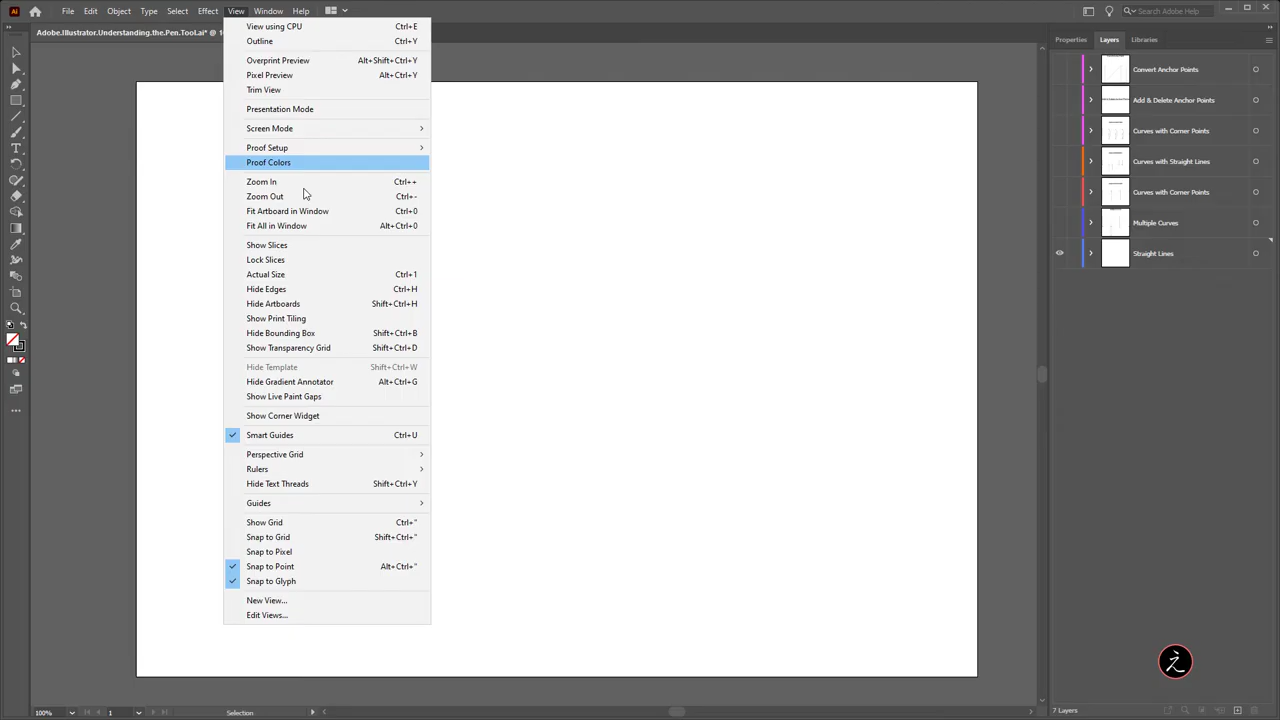 Ai File Edit Object Type Select Effect View Window Help
Search Adobe Help
Adobe.Illustrator.Understanding.the.Pen.Tool.ai* @ 1
View using CPU Ctrl+E
Outline Ctrl+Y
Overprint Preview Alt+Shift+Ctrl+Y
Pixel Preview Alt+Ctrl+Y
Trim View
Presentation Mode
Screen Mode
Proof Setup
Proof Colors
Zoom In Ctrl++
Zoom Out Ctrl+-
Fit Artboard in Window Ctrl+0
Fit All in Window Alt+Ctrl+0
Show Slices
Lock Slices
Actual Size Ctrl+1
Hide Edges Ctrl+H
Hide Artboards Shift+Ctrl+H
Show Print Tiling
Hide Bounding Box Shift+Ctrl+B
Show Transparency Grid Shift+Ctrl+D
Hide Template Shift+Ctrl+W
Hide Gradient Annotator Alt+Ctrl+G
Show Live Paint Gaps
Show Corner Widget
Smart Guides Ctrl+U
Perspective Grid
Rulers
Hide Text Threads Shift+Ctrl+Y
Guides
Show Grid Ctrl+"
Snap to Grid Shift+Ctrl+"
Snap to Pixel
Snap to Point Alt+Ctrl+"
Snap to Glyph
New View...
Edit Views...
Properties Layers Libraries
Convert Anchor Points
Add & Delete Anchor Points
Curves with Corner Points
Curves with Straight Lines
Curves with Corner Points
Multiple Curves
Straight Lines
7 Layers
100% 1 Selection